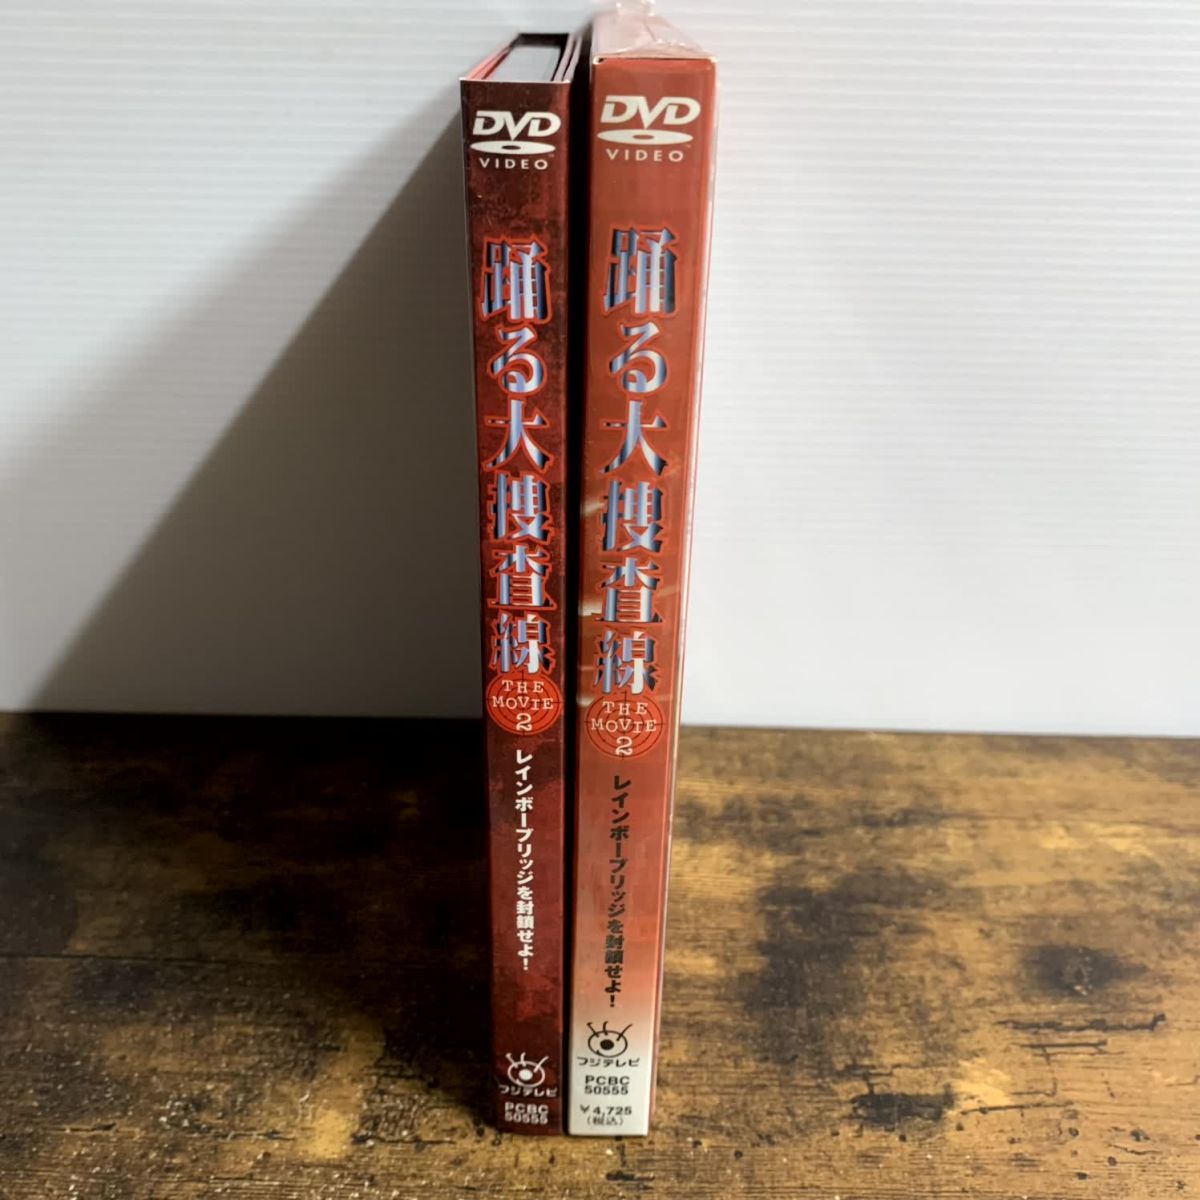 DVD
VIDEO
踊る大捜査線
THE
MOVIE
2
レインボーブリッジを封鎖せよ!
フジテレビ
PCBC
50555
DVD
VIDEO
踊る大捜査線
THE
MOVIE
2
レインボーブリッジを封鎖せよ!
フジテレビ
PCBC
50555
¥4,725
(税込)